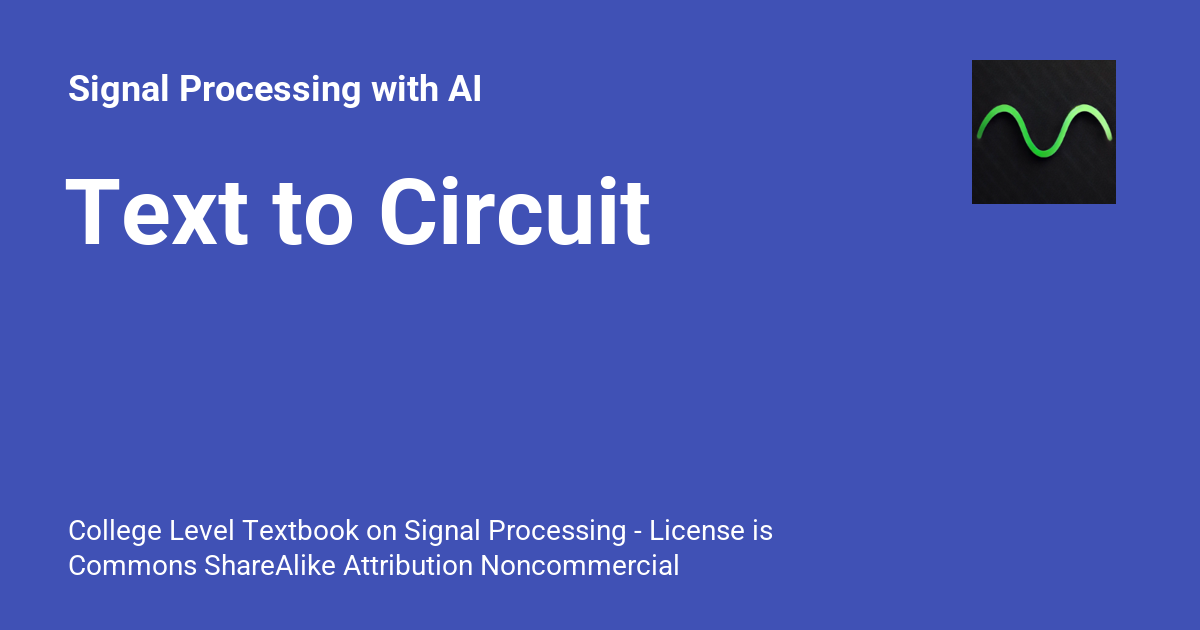 Signal Processing with AI
Text to Circuit
College Level Textbook on Signal Processing - License is
Commons ShareAlike Attribution Noncommercial